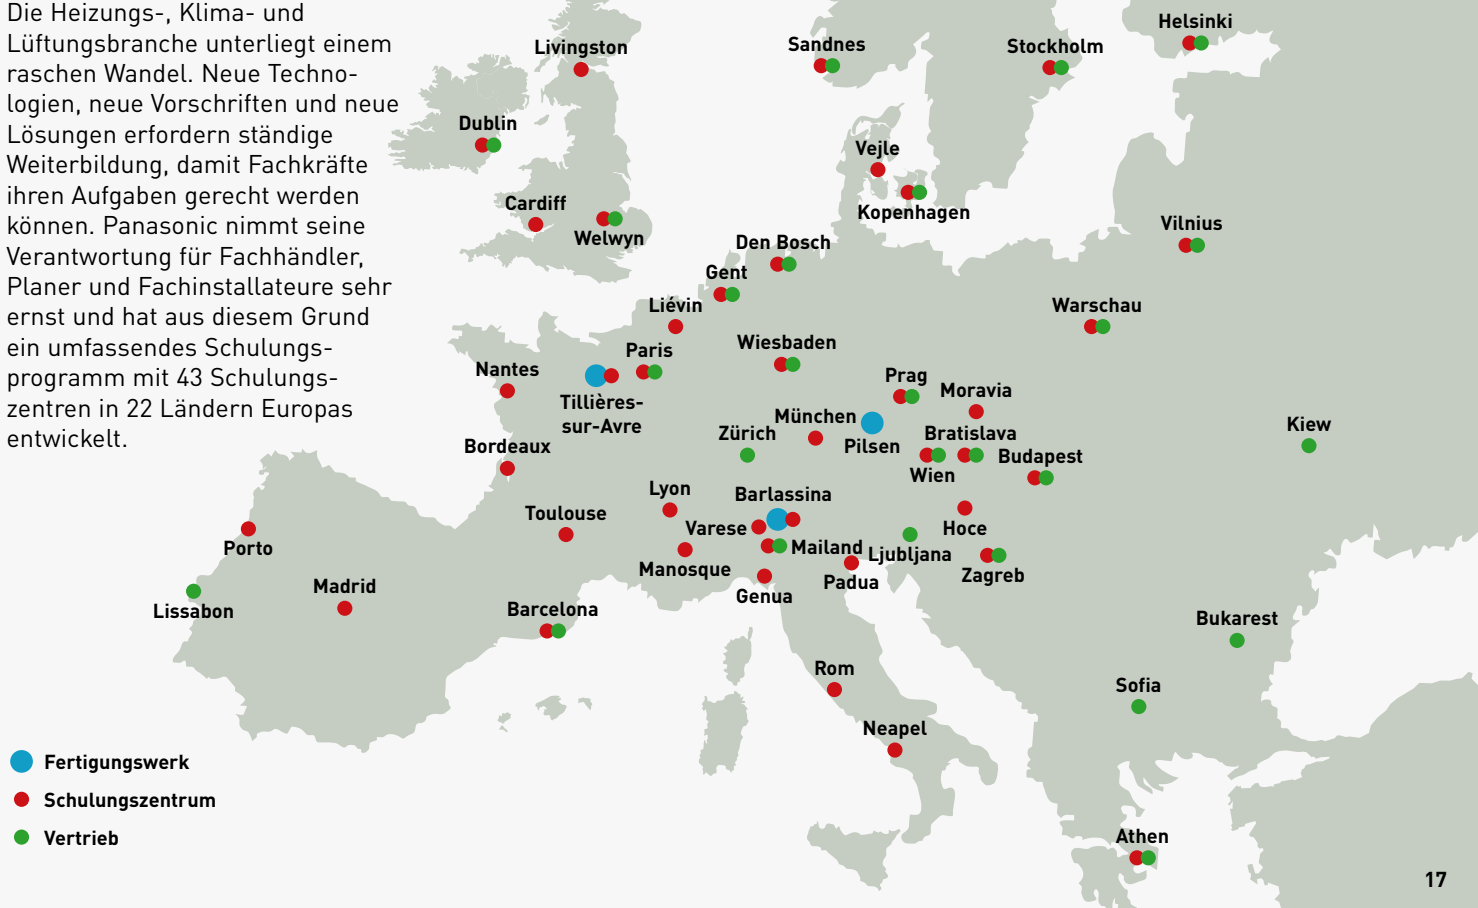 Die Heizungs-, Klima- und
Lüftungsbranche unterliegt einem
raschen Wandel. Neue Techno-
logien, neue Vorschriften und neue
Lösungen erfordern ständige
Weiterbildung, damit Fachkräfte
ihren Aufgaben gerecht werden
können. Panasonic nimmt seine
Verantwortung für Fachhändler,
Planer und Fachinstallateure sehr
ernst und hat aus diesem Grund
ein umfassendes Schulungs-
programm mit 43 Schulungs-
zentren in 22 Ländern Europas
entwickelt.
Helsinki
Sandnes
Stockholm
Livingston
Dublin
Vejle
Cardiff
Kopenhagen
Vilnius
Welwyn
Den Bosch
Gent
Liévin
Warschau
Wiesbaden
Paris
Nantes
Prag
Moravia
Tillières-
sur-Avre
München
Kiew
Zürich
Bratislava
Pilsen
Bordeaux
Budapest
Wien
Lyon
Barlassina
Toulouse
Varese
Hoce
Porto
Mailand
Ljubljana
Manosque
Zagreb
Padua
Madrid
Genua
Lissabon
Barcelona
Bukarest
Rom
Sofia
Neapel
Fertigungswerk
Schulungszentrum
Vertrieb
Athen
17